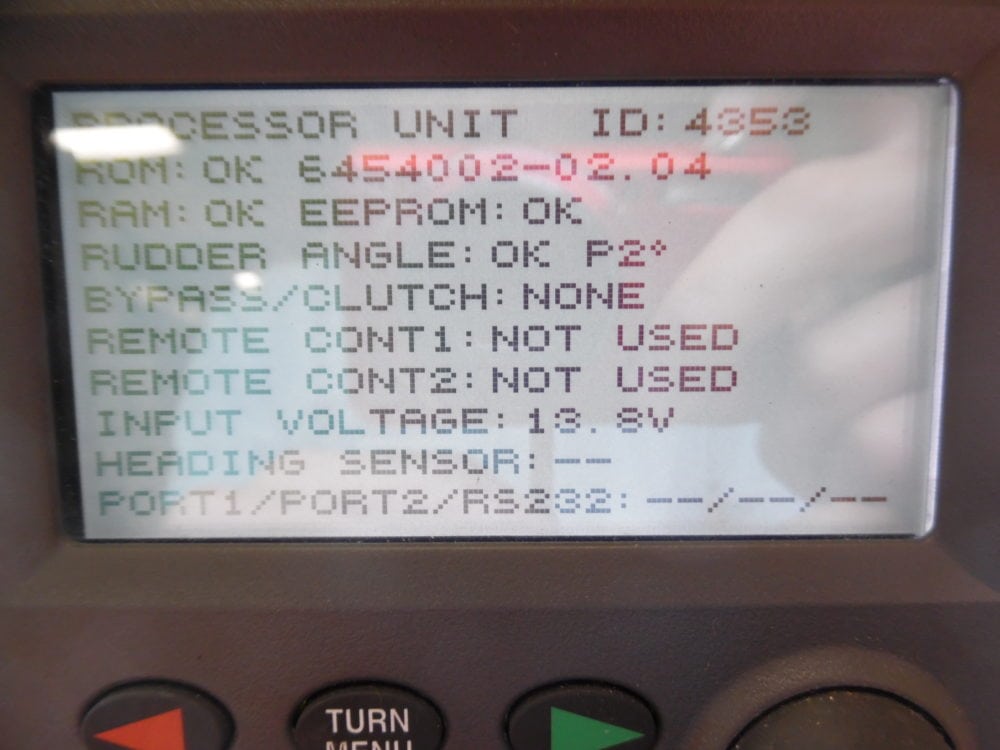 PROCESSOR UNIT ID: 4353
ROM: OK 6454002-02.04
RAM: OK EEPROM: OK
RUDDER ANGLE: OK P2°
BYPASS/CLUTCH: NONE
REMOTE CONT1: NOT USED
REMOTE CONT2: NOT USED
INPUT VOLTAGE: 13.8V
HEADING SENSOR: --
PORT1/PORT2/RS232: --/--/--
TURN
MENU